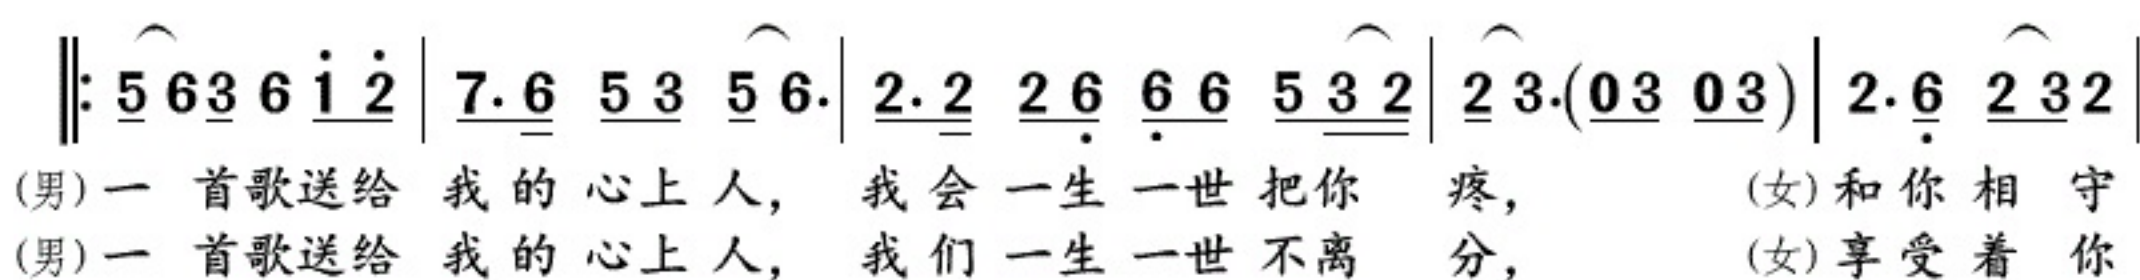 5 6 3 6 1 2 | 7. 6 5 3 5 6. | 2. 2 2 6 6 6 5 3 2 | 2 3. (0 3 0 3) | 2. 6 2 3 2 |
(男)一 首歌送给 我的心上人， 我会一生一世把你 疼， (女)和你相 守
(男)一 首歌送给 我的心上人， 我们一生一世不离 分， (女)享受着 你